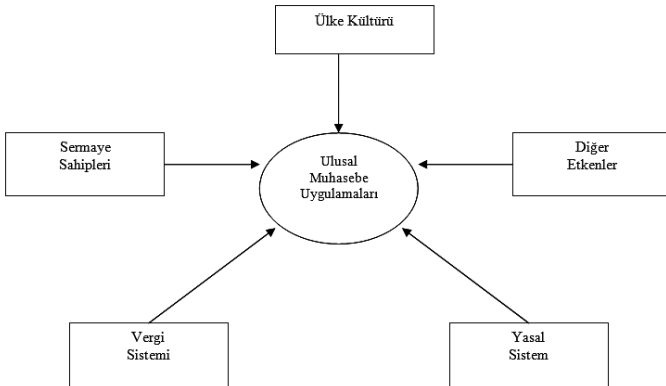 Ülke Kültürü
Sermaye
Sahipleri
Ulusal
Muhasebe
Uygulamaları
Diğer
Etkenler
Vergi
Sistemi
Yasal
Sistem